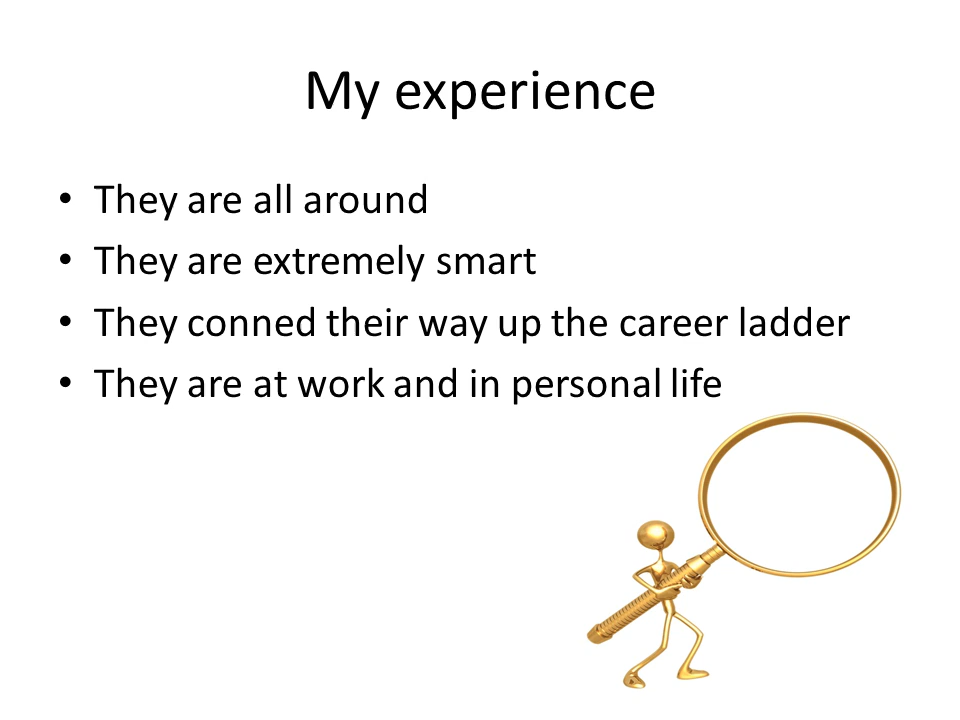 My experience
• They are all around
• They are extremely smart
• They conned their way up the career ladder
• They are at work and in personal life